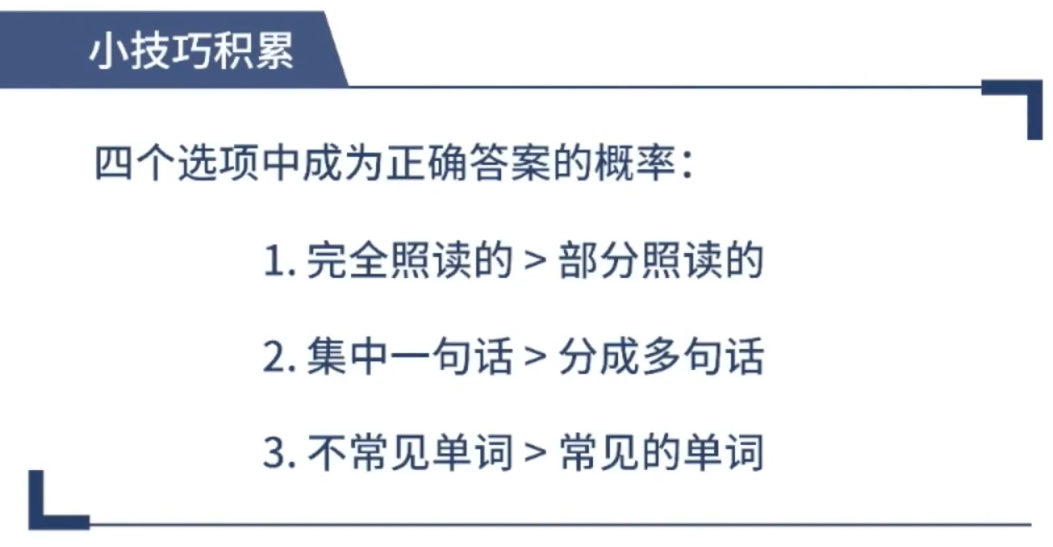 小技巧积累
四个选项中成为正确答案的概率：
1. 完全照读的 > 部分照读的
2. 集中一句话 > 分成多句话
3. 不常见单词 > 常见的单词